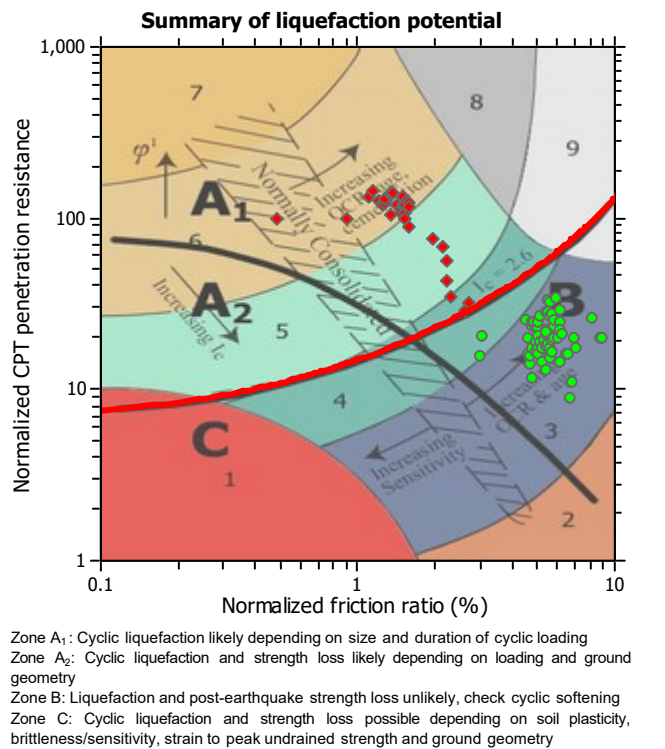 Summary of liquefaction potential
1,000
7
8
9
φ'
Increasing
OCR, age,
cementation
A1
Normally Consolidated
100
6
Ic = 2.6
A2
B
Increasing Ic
5
Normalized CPT penetration resistance
10
4
Increasing
OCR & age
C
3
Increasing
Sensitivity
1
2
1
0.1
1
10
Normalized friction ratio (%)
Zone A1: Cyclic liquefaction likely depending on size and duration of cyclic loading
Zone A2: Cyclic liquefaction and strength loss likely depending on loading and ground
geometry
Zone B: Liquefaction and post-earthquake strength loss unlikely, check cyclic softening
Zone C: Cyclic liquefaction and strength loss possible depending on soil plasticity,
brittleness/sensitivity, strain to peak undrained strength and ground geometry